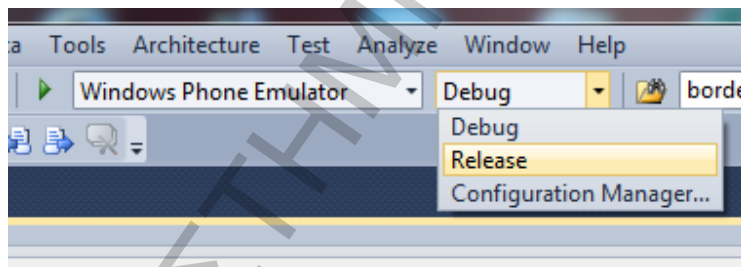 a Tools Architecture Test Analyze Window Help
Windows Phone Emulator Debug borde
Debug
Release
Configuration Manager...